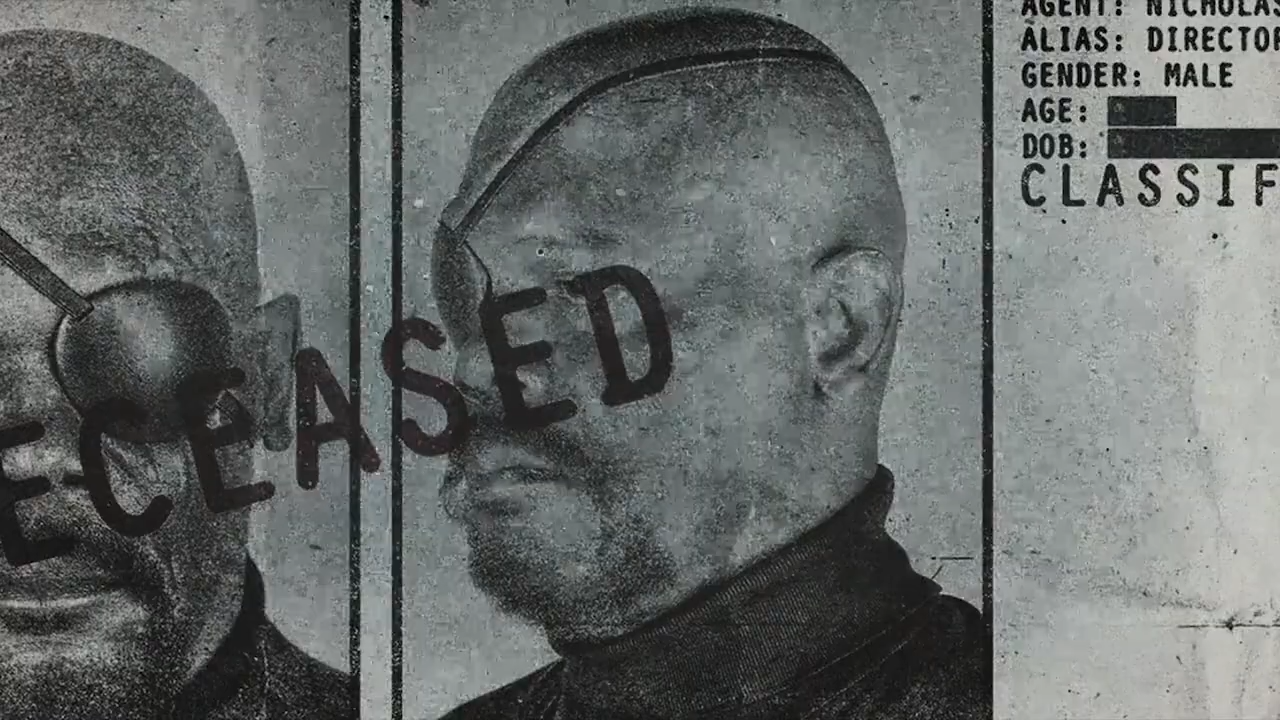 AGENT: NICHOLAS
ALIAS: DIRECTOR
GENDER: MALE
AGE:
DOB:
CLASSIF
ECEASED